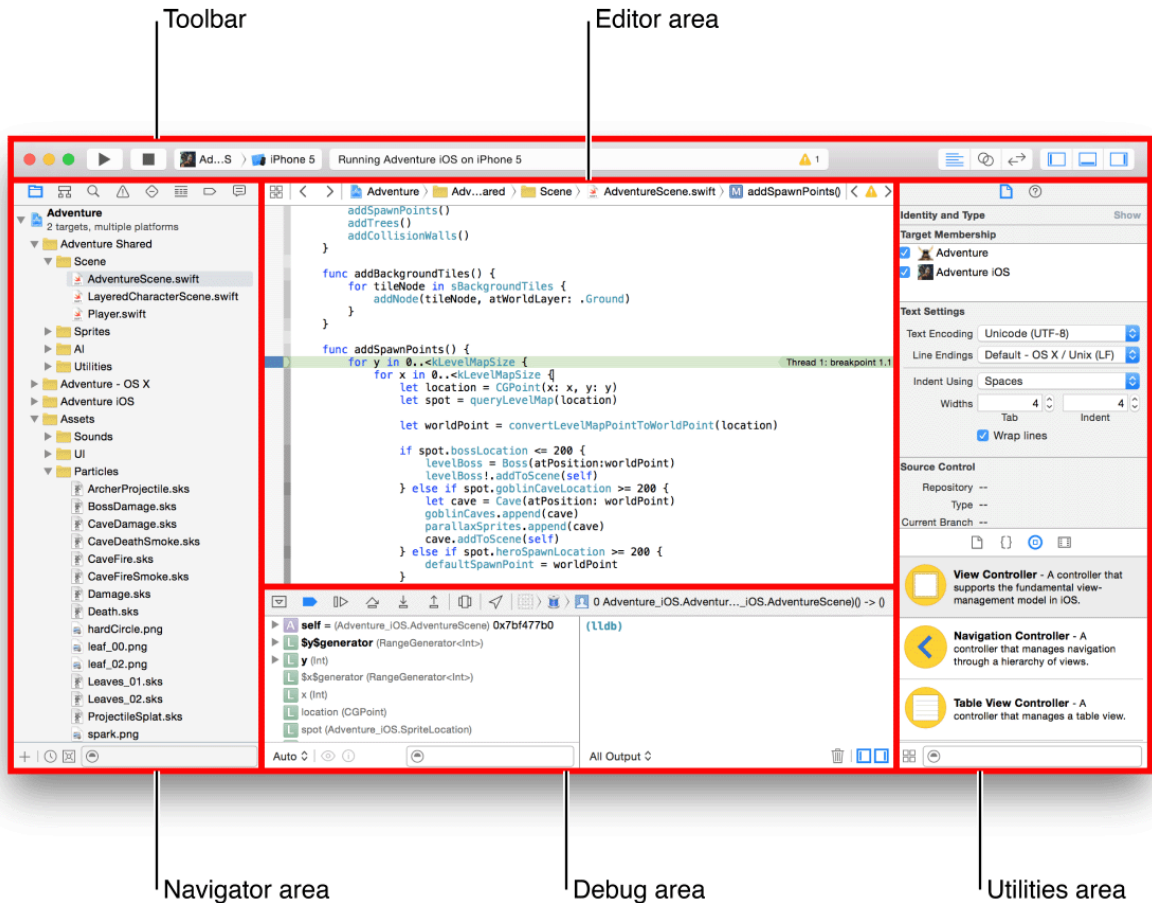 Toolbar
Editor area
Ad...S
iPhone 5
Running Adventure iOS on iPhone 5
1
Adventure
2 targets, multiple platforms
Adventure Shared
Scene
AdventureScene.swift
LayeredCharacterScene.swift
Player.swift
Sprites
AI
Utilities
Adventure - OS X
Adventure iOS
Assets
Sounds
UI
Particles
ArcherProjectile.sks
BossDamage.sks
CaveDamage.sks
CaveDeathSmoke.sks
CaveFire.sks
CaveFireSmoke.sks
Damage.sks
Death.sks
hardCircle.png
leaf_00.png
leaf_02.png
Leaves_01.sks
Leaves_02.sks
ProjectileSplat.sks
spark.png
Adventure
Adv...ared
Scene
AdventureScene.swift
M addSpawnPoints()
addSpawnPoints()
addTrees()
addCollisionWalls()
}
func addBackgroundTiles() {
for tileNode in sBackgroundTiles {
addNode(tileNode, atWorldLayer: .Ground)
}
}
func addSpawnPoints() {
for y in 0..<kLevelMapSize {
Thread 1: breakpoint 1.1
for x in 0..<kLevelMapSize {
let location = CGPoint(x: x, y: y)
let spot = queryLevelMap(location)
let worldPoint = convertLevelMapPointToWorldPoint(location)
if spot.bossLocation <= 200 {
levelBoss = Boss(atPosition:worldPoint)
levelBoss!.addToScene(self)
} else if spot.goblinCaveLocation >= 200 {
let cave = Cave(atPosition: worldPoint)
goblinCaves.append(cave)
parallaxSprites.append(cave)
cave.addToScene(self)
} else if spot.heroSpawnLocation >= 200 {
defaultSpawnPoint = worldPoint
}
0 Adventure_iOS.Adventur..._iOS.AdventureScene)() -> ()
A self = (Adventure_iOS.AdventureScene) 0x7bf477b0
L $y$generator (RangeGenerator<Int>)
L y (Int)
L $x$generator (RangeGenerator<Int>)
L x (Int)
L location (CGPoint)
L spot (Adventure_iOS.SpriteLocation)
Auto
(lldb)
All Output
Identity and Type
Show
Target Membership
Adventure
Adventure iOS
Text Settings
Text Encoding Unicode (UTF-8)
Line Endings Default - OS X / Unix (LF)
Indent Using Spaces
Widths 4 4
Tab Indent
Wrap lines
Source Control
Repository --
Type --
Current Branch --
{}
View Controller - A controller that
supports the fundamental view-
management model in iOS.
Navigation Controller - A
controller that manages navigation
through a hierarchy of views.
Table View Controller - A
controller that manages a table view.
Navigator area
Debug area
Utilities area